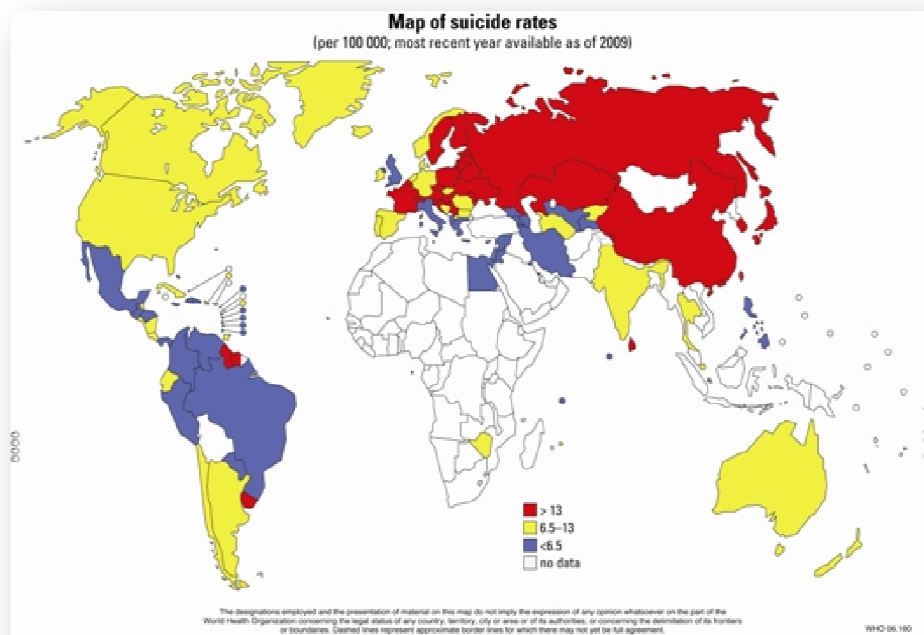 Map of suicide rates
(per 100 000; most recent year available as of 2009)
> 13
6.5–13
<6.5
no data
The designations employed and the presentation of material on this map do not imply the expression of any opinion whatsoever on the part of the
World Health Organization concerning the legal status of any country, territory, city or area or of its authorities, or concerning the delimitation of its frontiers
or boundaries. Dashed lines represent approximate border lines for which there may not yet be full agreement.
WHO 06.160